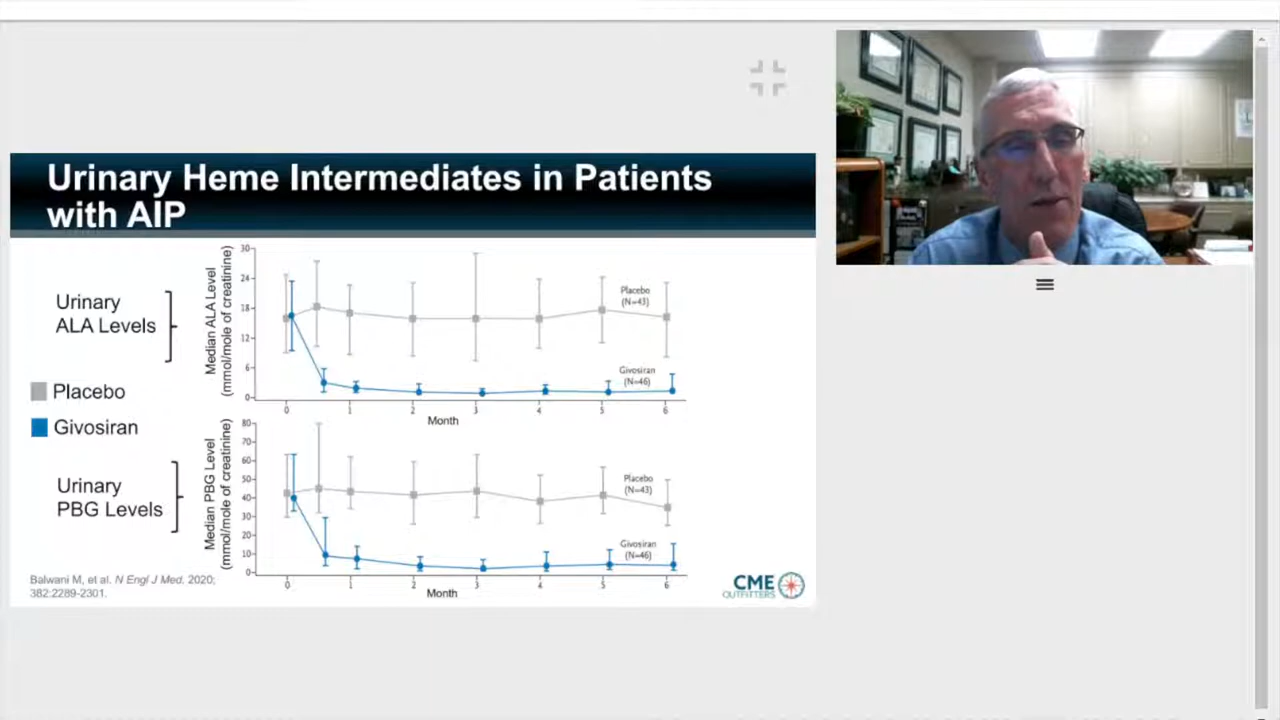 Urinary Heme Intermediates in Patients
with AIP
Urinary
ALA Levels
Placebo
Givosiran
Urinary
PBG Levels
Median ALA Level
(mmol/mole of creatinine)
30
24
18
12
6
0
Placebo
(N=43)
Givosiran
(N=46)
0 1 2 3 4 5 6
Month
Median PBG Level
(mmol/mole of creatinine)
80
70
60
50
40
30
20
10
0
Placebo
(N=43)
Givosiran
(N=46)
0 1 2 3 4 5 6
Month
Balwani M, et al. N Engl J Med. 2020;
382:2289-2301.
CME
OUTFITTERS